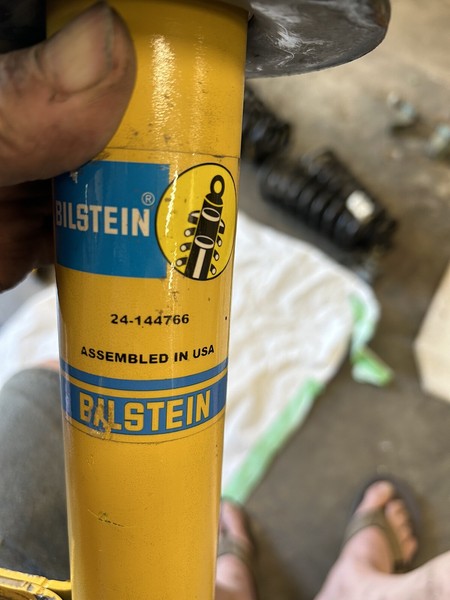 BILSTEIN®
24-144766
ASSEMBLED IN USA
BILSTEIN